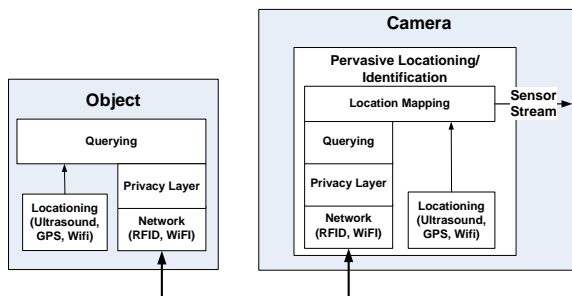 Object
Querying
Privacy Layer
Locationing
(Ultrasound,
GPS, Wifi)
Network
(RFID, WiFI)
Camera
Pervasive Locationing/
Identification
Location Mapping
Sensor
Stream
Querying
Privacy Layer
Network
(RFID, WiFI)
Locationing
(Ultrasound,
GPS, Wifi)